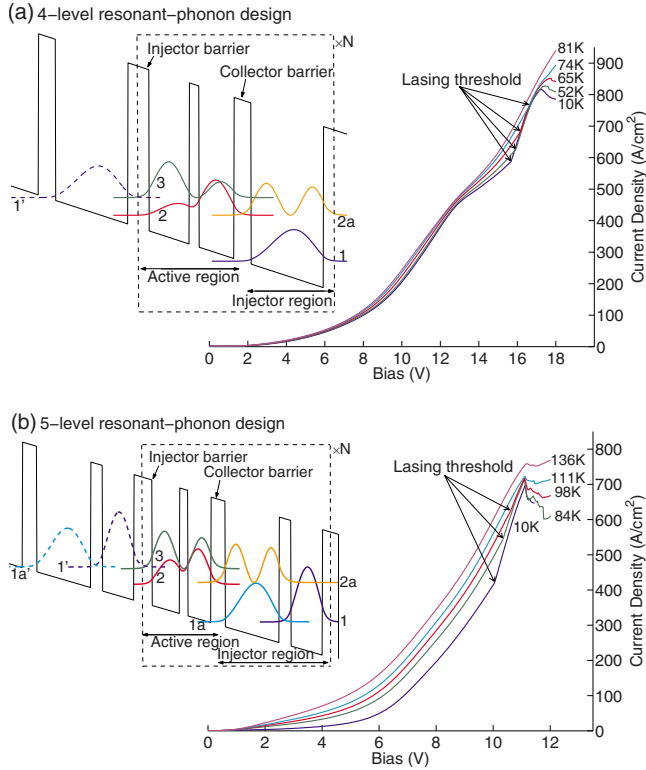 (a) 4-level resonant-phonon design
×N
Injector barrier
Collector barrier
1'
3
2
2a
1
Active region
Injector region
Lasing threshold
81K
74K
65K
52K
10K
900
800
700
600
500
400
300
200
100
0
Current Density (A/cm²)
0 2 4 6 8 10 12 14 16 18
Bias (V)
(b) 5-level resonant-phonon design
×N
Injector barrier
Collector barrier
1a'
1'
3
2
1a
2a
1
Active region
Injector region
Lasing threshold
136K
111K
98K
84K
10K
800
700
600
500
400
300
200
100
0
Current Density (A/cm²)
0 2 4 6 8 10 12
Bias (V)